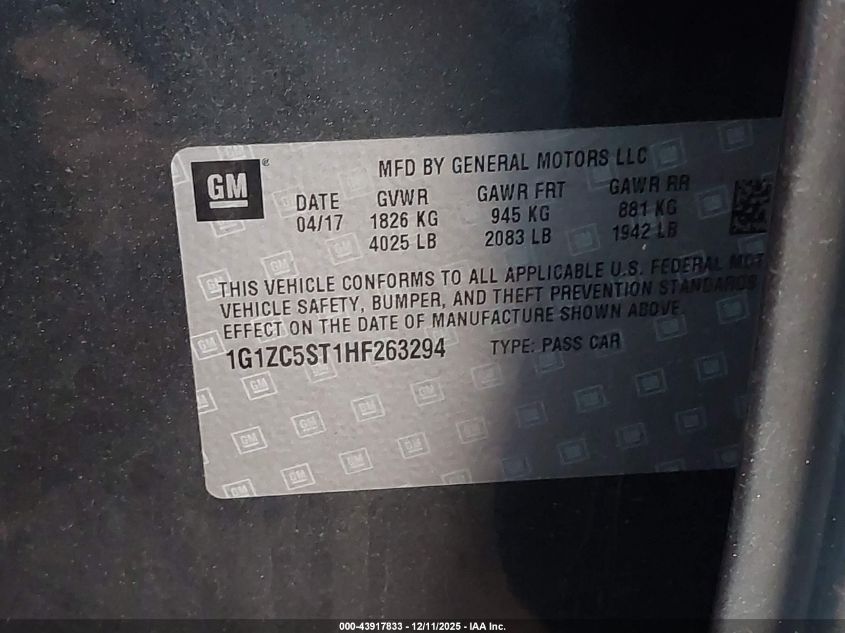 GM
®
MFD BY GENERAL MOTORS LLC
DATE GVWR GAWR FRT GAWR RR
04/17 1826 KG 945 KG 881 KG
4025 LB 2083 LB 1942 LB
THIS VEHICLE CONFORMS TO ALL APPLICABLE U.S. FEDERAL MOT
VEHICLE SAFETY, BUMPER, AND THEFT PREVENTION STANDARDS
EFFECT ON THE DATE OF MANUFACTURE SHOWN ABOVE.
1G1ZC5ST1HF263294 TYPE: PASS CAR
000-43917833 - 12/11/2025 - IAA Inc.